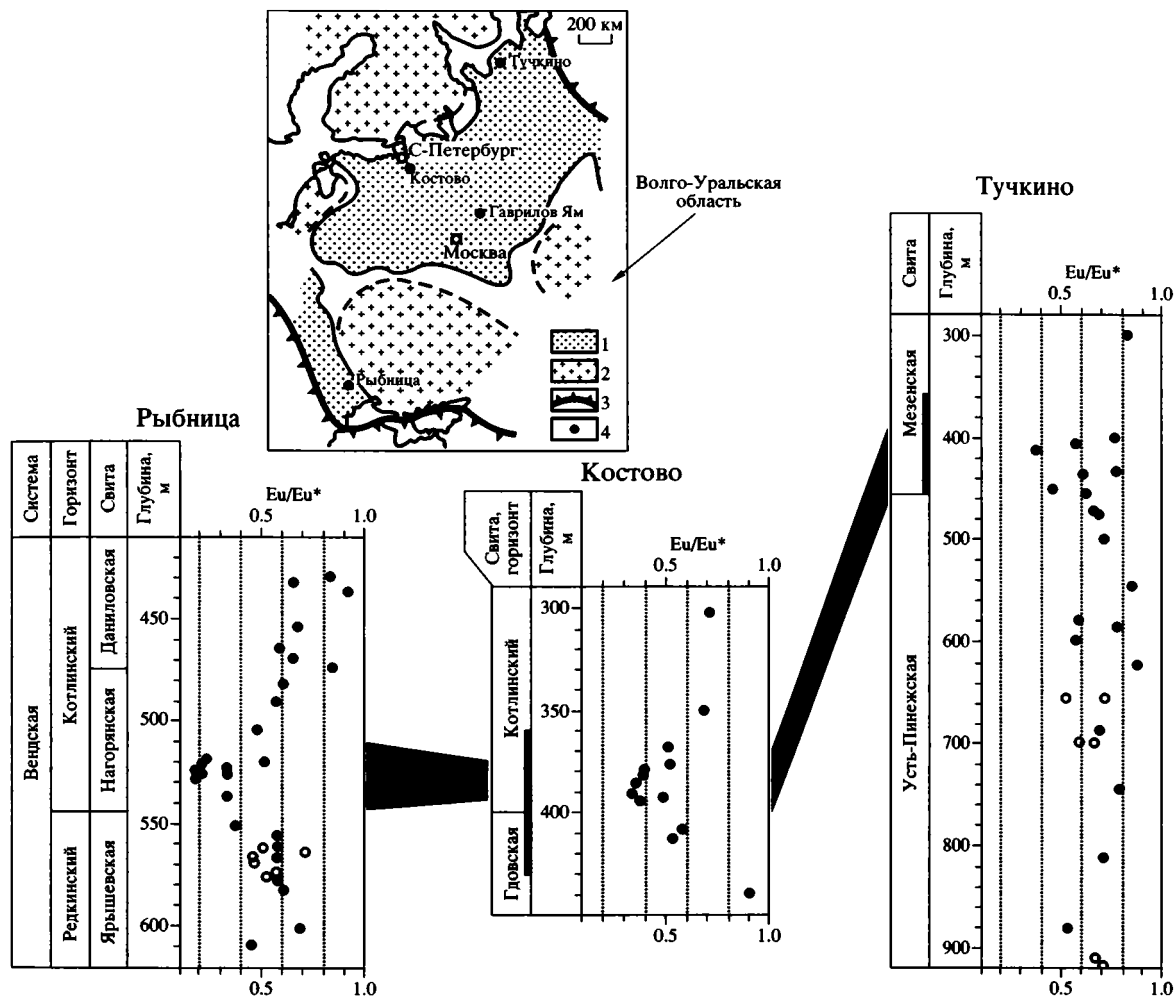 200 км
Тучкино
С-Петербург
Костово
Гаврилов Ям
Москва
Рыбница
1
2
3
4
Волго-Уральская
область
Рыбница
Система
Горизонт
Свита
Глубина,
м
Eu/Eu*
0.5
1.0
Вендская
Котлинский
Редкинский
Даниловская
Нагорянская
Ярышевская
450
500
550
600
0.5
1.0
Костово
Свита,
горизонт
Глубина,
м
Eu/Eu*
0.5
1.0
Котлинский
Гдовская
300
350
400
0.5
1.0
Тучкино
Свита
Глубина,
м
Eu/Eu*
0.5
1.0
Мезенская
Усть-Пинежская
300
400
500
600
700
800
900
0.5
1.0